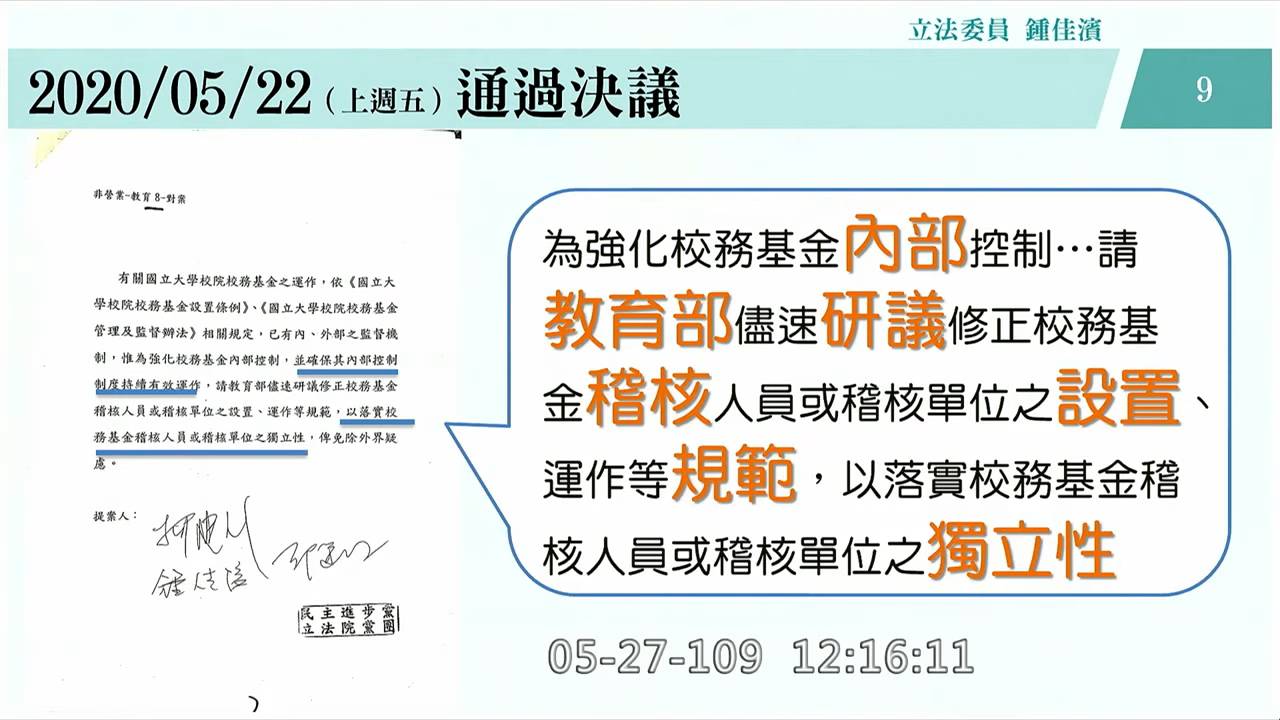 立法委員 鍾佳濱
2020/05/22（上週五）通過決議
9
非營業-教育8-對案
有關國立大學校院校務基金之運作，依《國立大
學校院校務基金設置條例》、《國立大學校院校務基金
管理及監督辦法》相關規定，已有內、外部之監督機
制，惟為強化校務基金內部控制，並確保其內部控制
制度持續有效運作，請教育部儘速研議修正校務基金
稽核人員或稽核單位之設置、運作等規範，以落實校
務基金稽核人員或稽核單位之獨立性，俾免除外界疑
慮。
提案人：
鍾佳濱
民主進步黨
立法院黨團
為強化校務基金內部控制…請
教育部儘速研議修正校務基
金稽核人員或稽核單位之設置、
運作等規範，以落實校務基金稽
核人員或稽核單位之獨立性
05-27-109 12:16:11